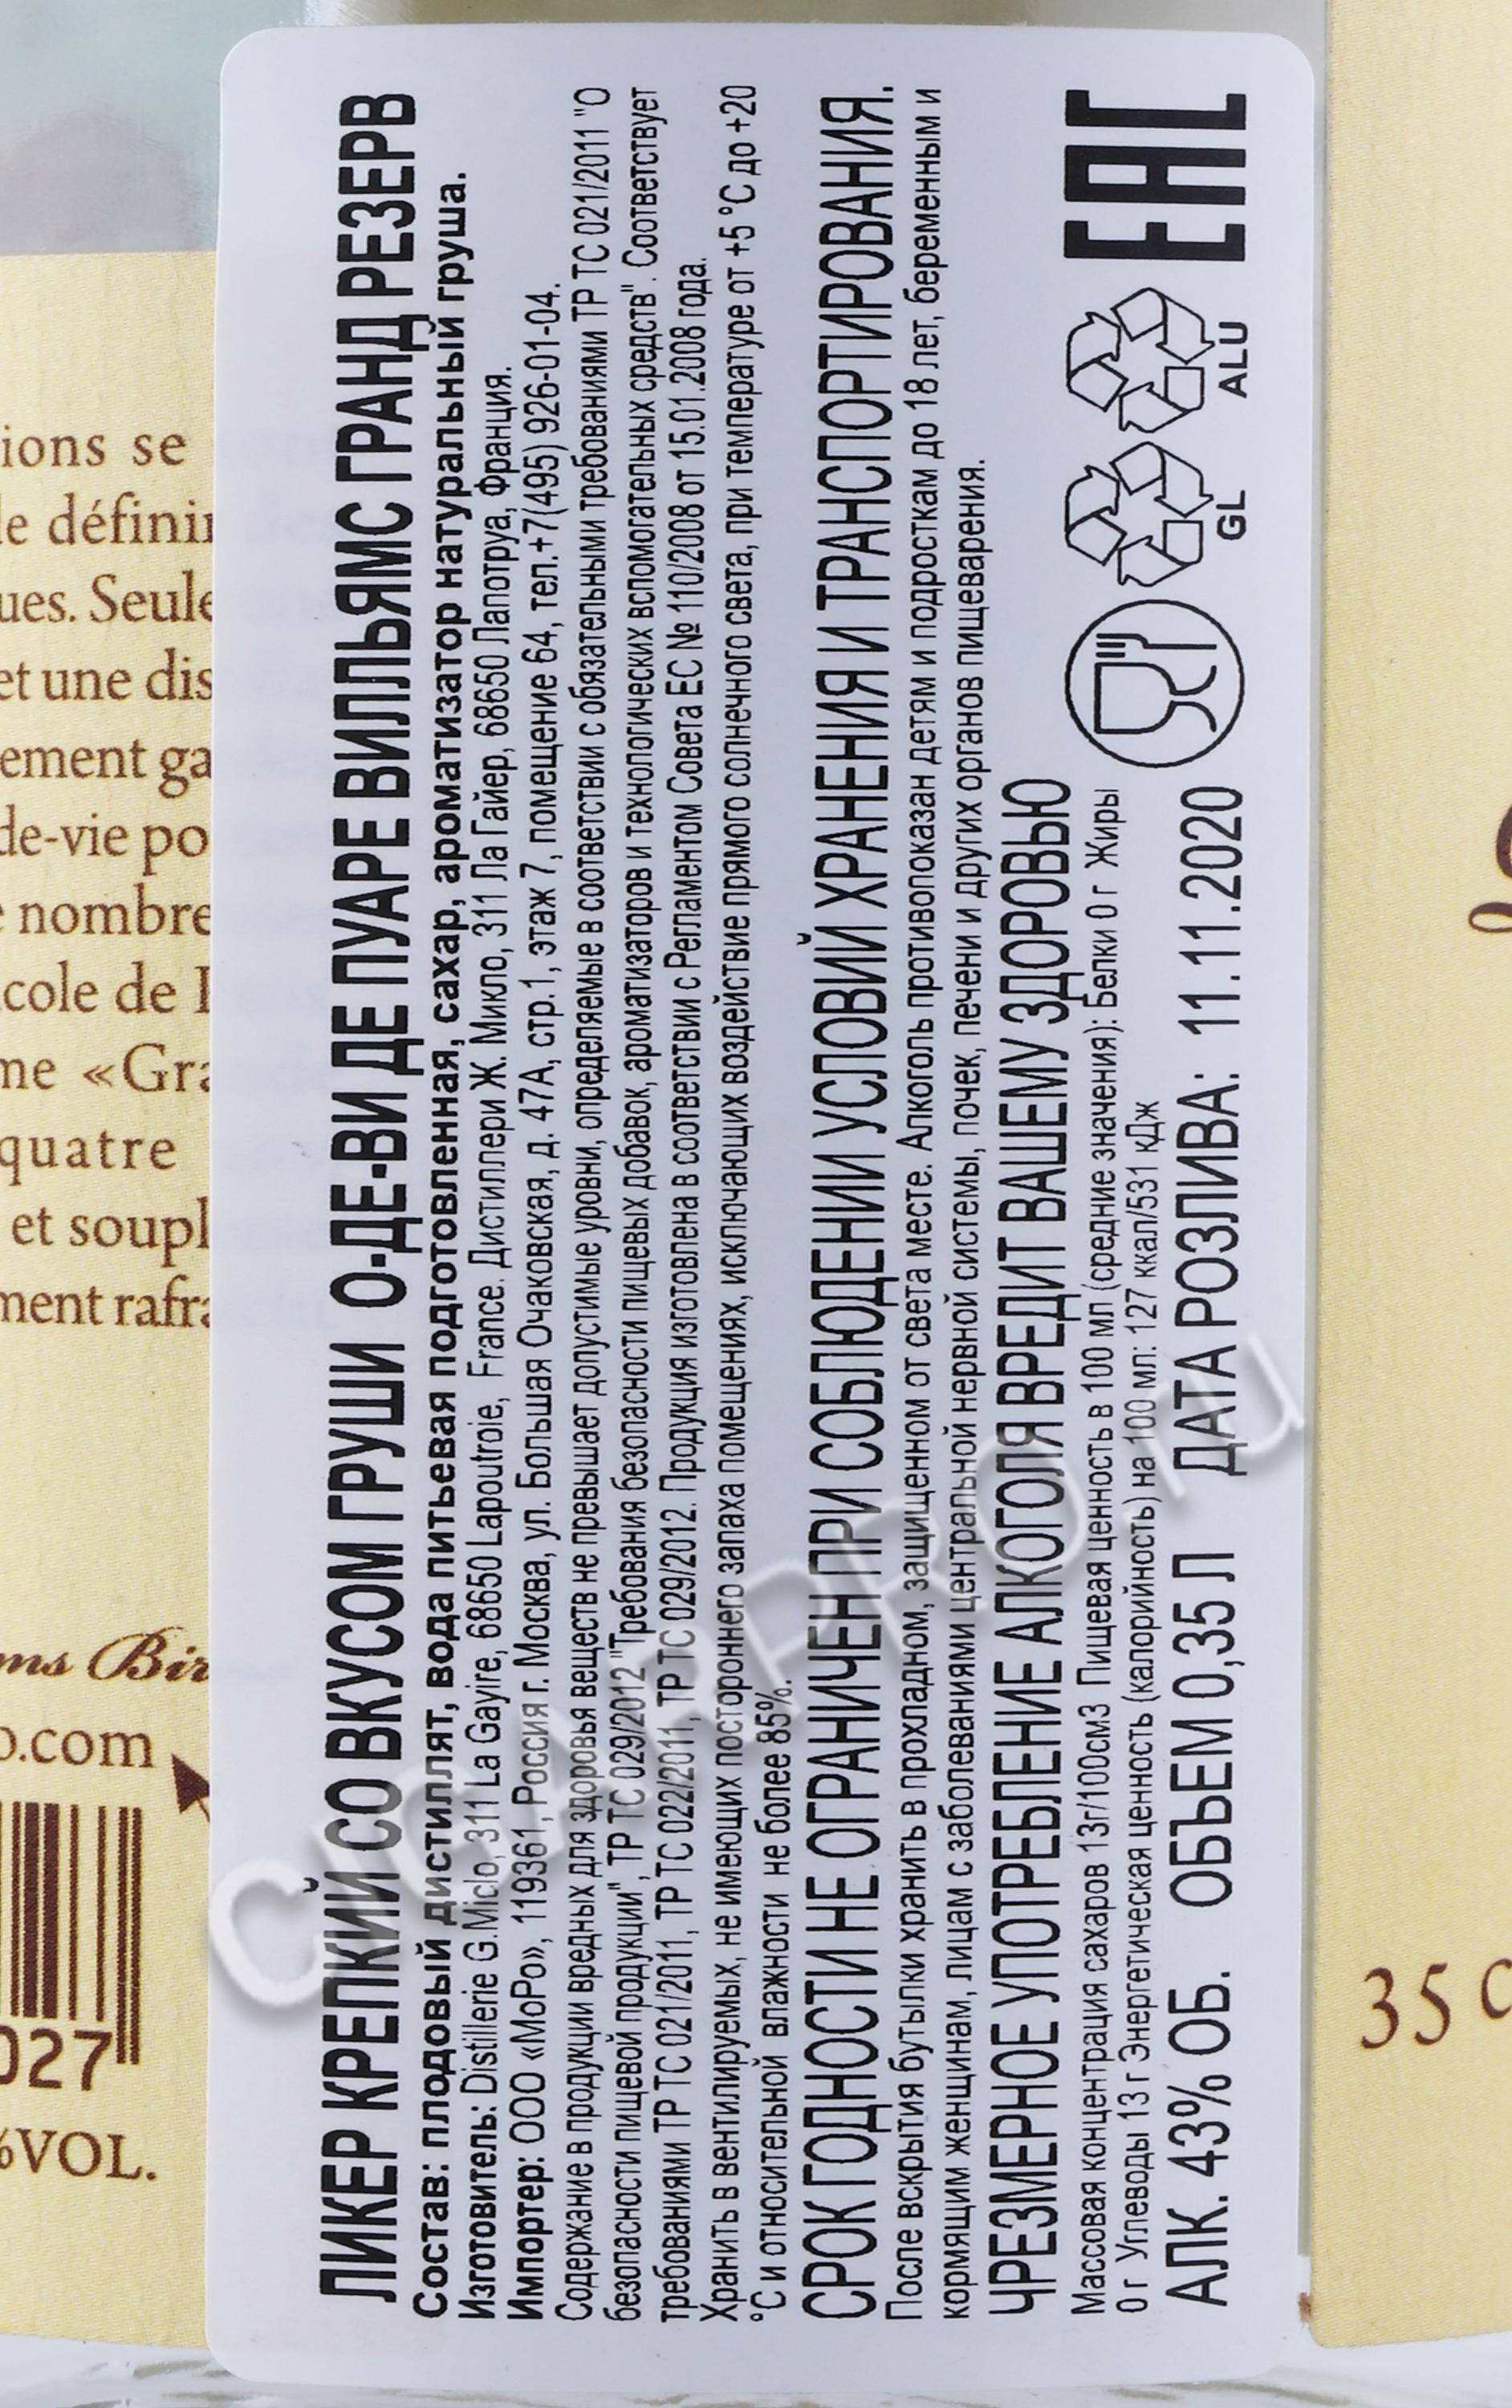 ЛИКЕР КРЕПКИЙ СО ВКУСОМ ГРУШИ О-ДЕ-ВИ ДЕ ПУАРЕ ВИЛЛЬЯМС ГРАНД РЕЗЕРВ
Состав: плодовый дистиллят, вода питьевая подготовленная, сахар, ароматизатор натуральный груша.
Изготовитель: Distillerie G.Miclo, 311 La Gayire, 68650 Lapoutroie, France. Дистиллери Ж. Микло, 311 Ла Гайер, 68650 Лапотруа, Франция.
Импортер: ООО «МоРо», 119361, Россия г. Москва, ул. Большая Очаковская, д. 47А, стр.1, этаж 7, помещение 64, тел.+7(495) 926-01-04.
Содержание в продукции вредных для здоровья веществ не превышает допустимые уровни, определяемые в соответствии с обязательными требованиями ТР ТС 021/2011 "О
безопасности пищевой продукции", ТР ТС 029/2012 "Требования безопасности пищевых добавок, ароматизаторов и технологических вспомогательных средств". Соответствует
требованиями ТР ТС 021/2011, ТР ТС 022/2011, ТР ТС 029/2012. Продукция изготовлена в соответствии с Регламентом Совета ЕС № 110/2008 от 15.01.2008 года.
Хранить в вентилируемых, не имеющих постороннего запаха помещениях, исключающих воздействие прямого солнечного света, при температуре от +5 °С до +20
°С и относительной влажности не более 85%.
СРОК ГОДНОСТИ НЕ ОГРАНИЧЕН ПРИ СОБЛЮДЕНИИ УСЛОВИЙ ХРАНЕНИЯ И ТРАНСПОРТИРОВАНИЯ.
После вскрытия бутылки хранить в прохладном, защищенном от света месте. Алкоголь противопоказан детям и подросткам до 18 лет, беременным и
кормящим женщинам, лицам с заболеваниями центральной нервной системы, почек, печени и других органов пищеварения.
ЧРЕЗМЕРНОЕ УПОТРЕБЛЕНИЕ АЛКОГОЛЯ ВРЕДИТ ВАШЕМУ ЗДОРОВЬЮ
Массовая концентрация сахаров 13г/100см3 Пищевая ценность в 100 мл (средние значения): Белки 0 г Жиры
0 г Углеводы 13 г Энергетическая ценность (калорийность) на 100 мл: 127 ккал/531 кДж
АЛК. 43% ОБ. ОБЪЕМ 0,35 Л ДАТА РОЗЛИВА: 11.11.2020
GL ALU EAC
CIGARPRO.ru
ions se
le définir
ues. Seule
et une dis
ement ga
de-vie po
nombre
cole de
me «Gra
quatre
et soupl
ment rafra
ms Bir
o.com
027
%VOL.
35 c